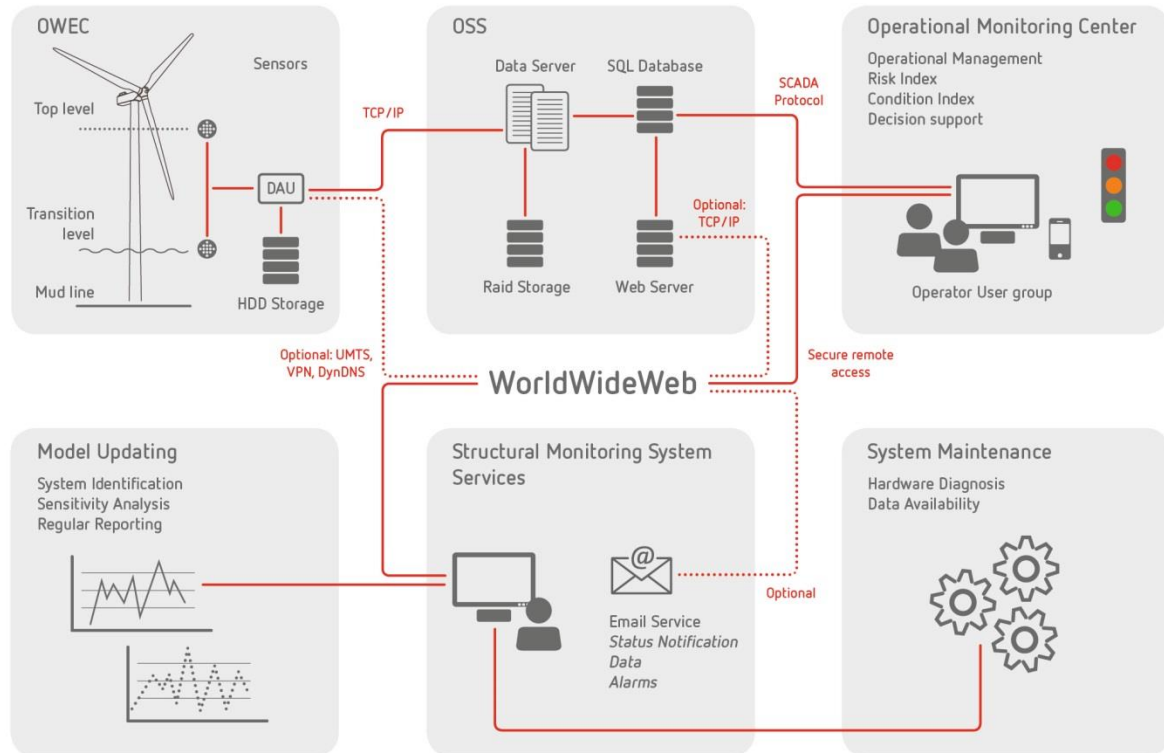 OWEC
Sensors
Top level
Transition
level
Mud line
DAU
HDD Storage
TCP/IP
OSS
Data Server
SQL Database
Raid Storage
Web Server
Optional:
TCP/IP
SCADA
Protocol
Operational Monitoring Center
Operational Management
Risk Index
Condition Index
Decision support
Operator User group
Optional: UMTS,
VPN, DynDNS
WorldWideWeb
Secure remote
access
Model Updating
System Identification
Sensitivity Analysis
Regular Reporting
Structural Monitoring System
Services
@
Email Service
Status Notification
Data
Alarms
Optional
System Maintenance
Hardware Diagnosis
Data Availability